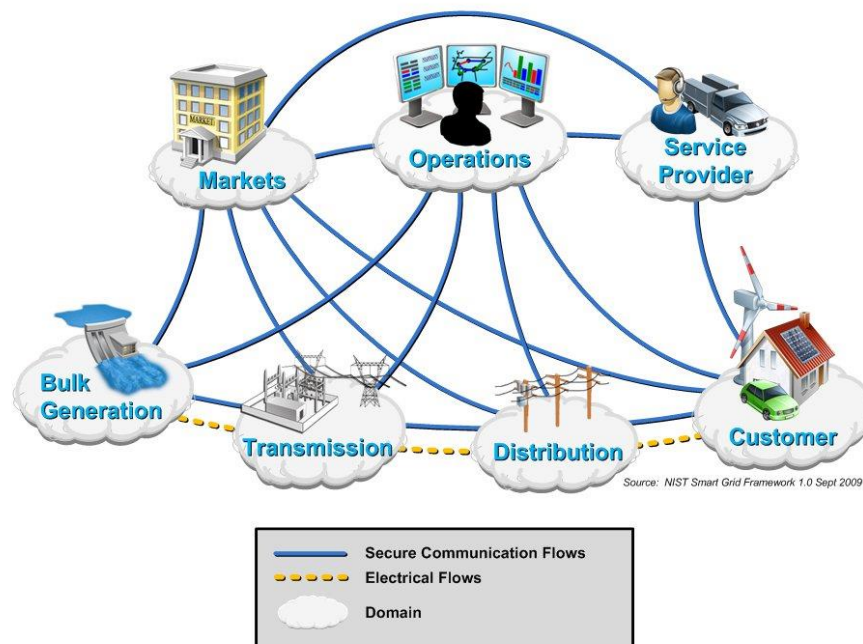 MARKET
Markets
Operations
Service
Provider
Bulk
Generation
Transmission
Distribution
Customer
Source: NIST Smart Grid Framework 1.0 Sept 2009
Secure Communication Flows
Electrical Flows
Domain